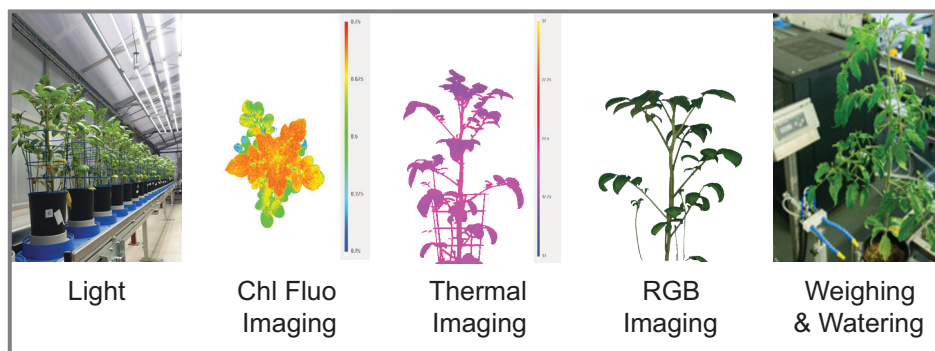 Light
Chl Fluo
Imaging
Thermal
Imaging
RGB
Imaging
Weighing
& Watering